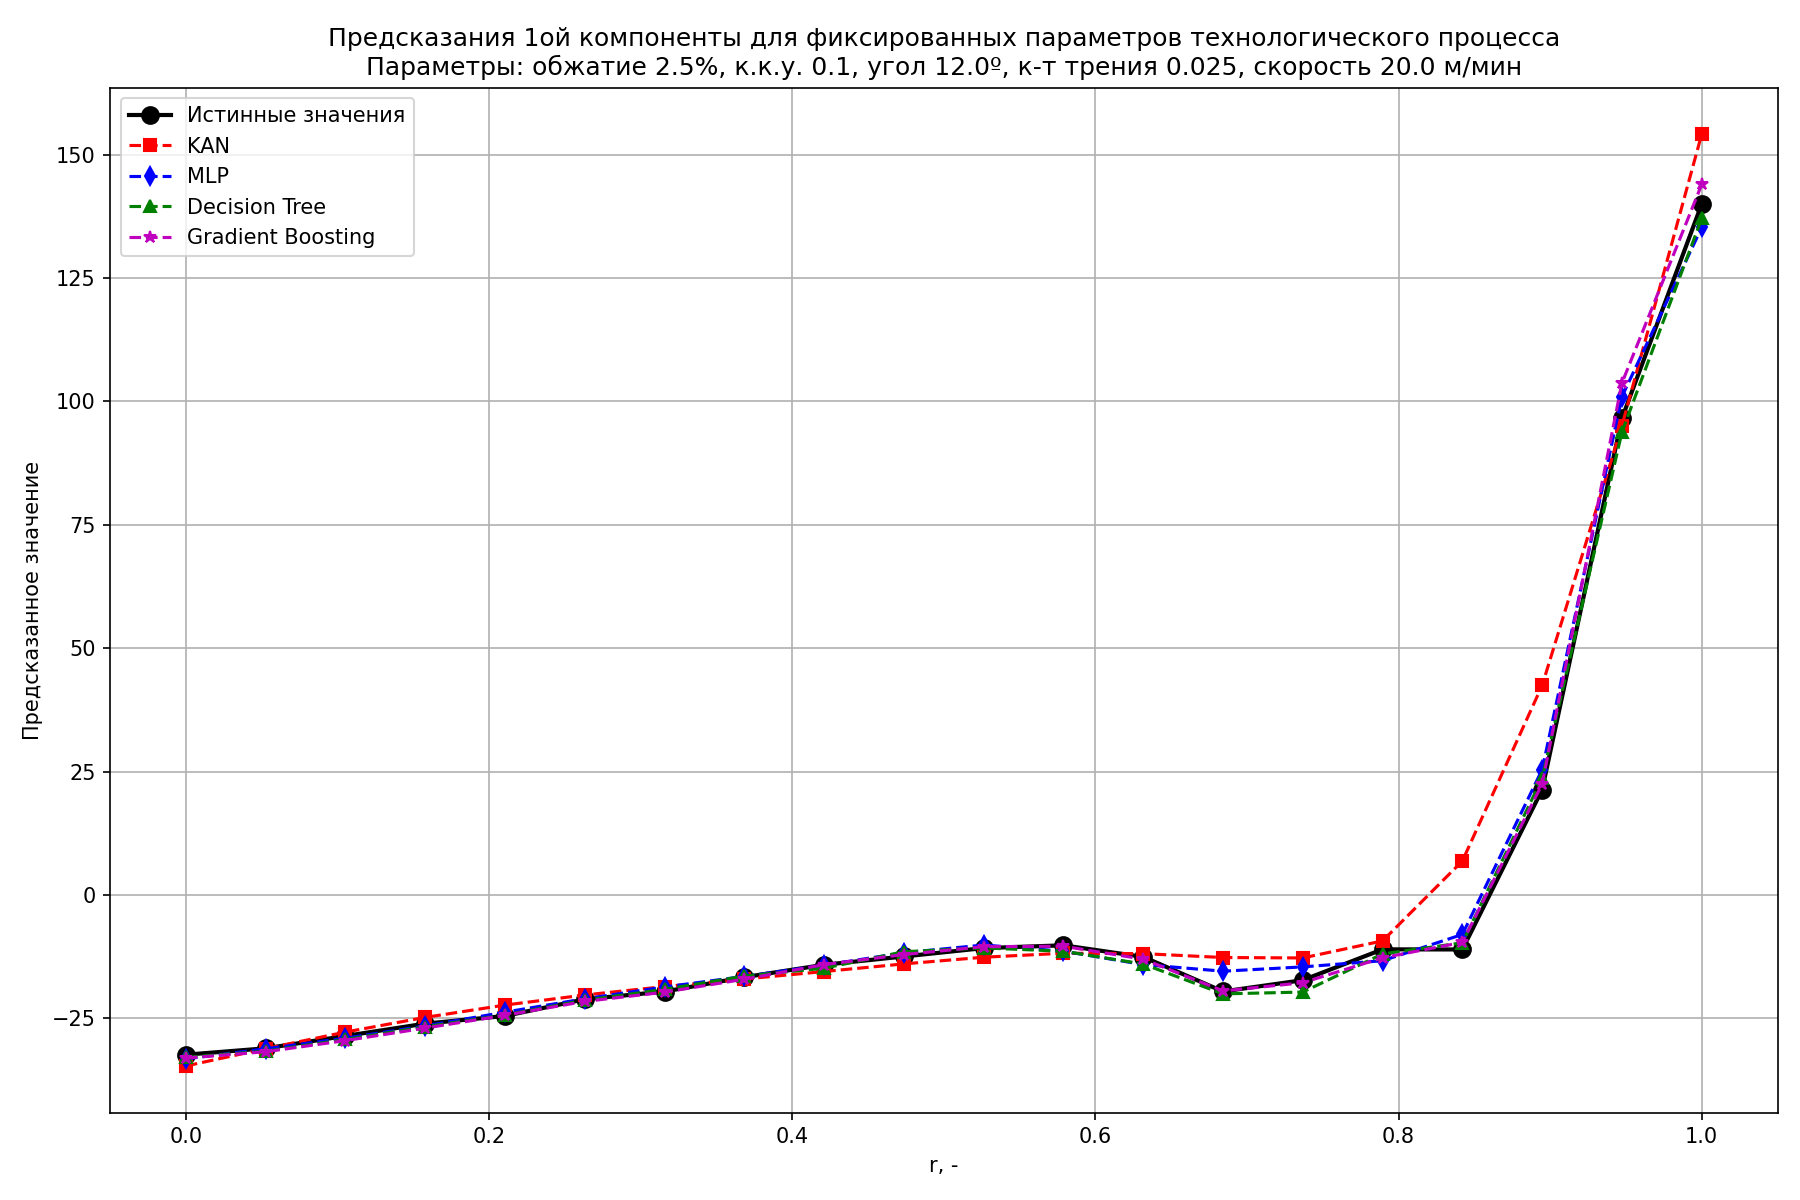 Предсказания 1ой компоненты для фиксированных параметров технологического процесса
Параметры: обжатие 2.5%, к.к.у. 0.1, угол 12.0º, к-т трения 0.025, скорость 20.0 м/мин
Истинные значения
KAN
MLP
Decision Tree
Gradient Boosting
Предсказанное значение
150
125
100
75
50
25
0
−25
0.0
0.2
0.4
0.6
0.8
1.0
r, -